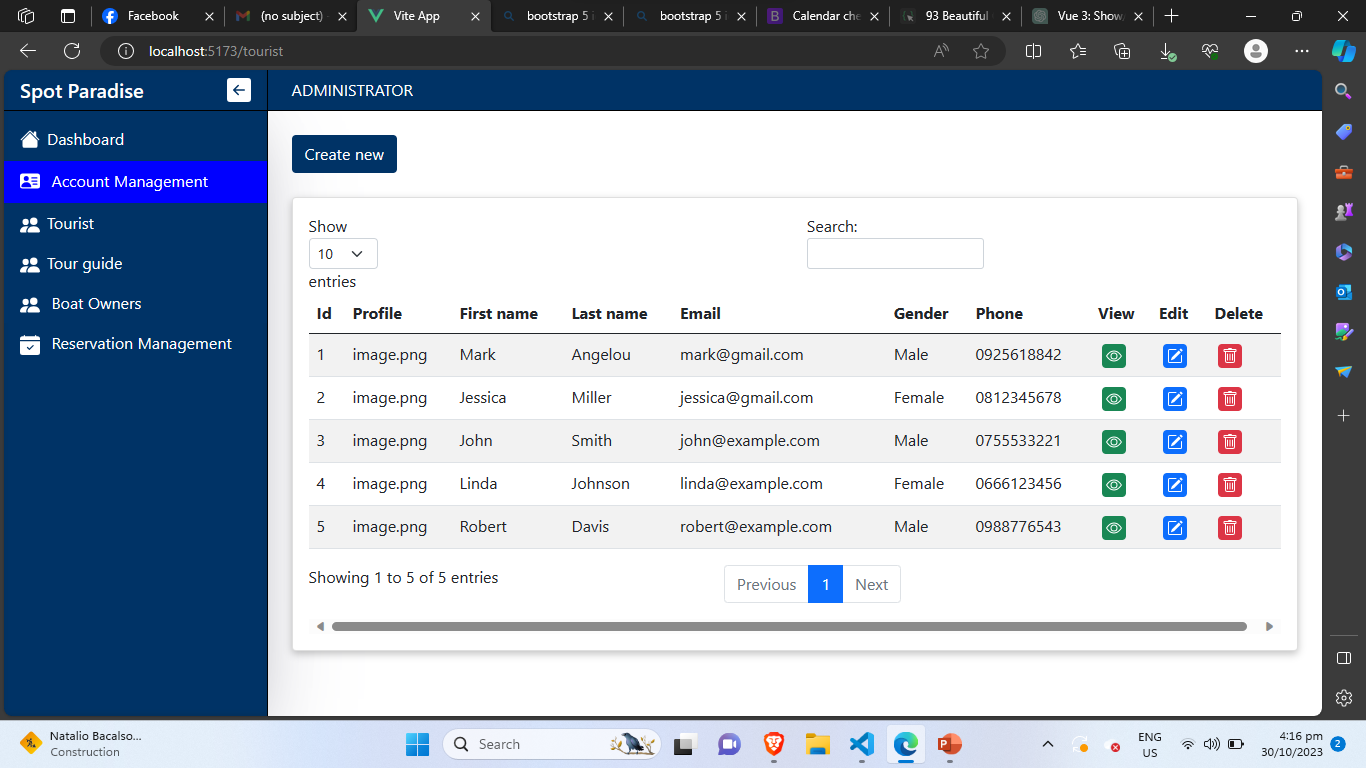 Facebook
(no subject)
Vite App
bootstrap 5 i
bootstrap 5 i
Calendar che
93 Beautiful
Vue 3: Show,
localhost:5173/tourist
Spot Paradise
ADMINISTRATOR
Dashboard
Account Management
Tourist
Tour guide
Boat Owners
Reservation Management
Create new
Show
10
entries
Search:
Id Profile First name Last name Email Gender Phone View Edit Delete
1 image.png Mark Angelou mark@gmail.com Male 0925618842
2 image.png Jessica Miller jessica@gmail.com Female 0812345678
3 image.png John Smith john@example.com Male 0755533221
4 image.png Linda Johnson linda@example.com Female 0666123456
5 image.png Robert Davis robert@example.com Male 0988776543
Showing 1 to 5 of 5 entries
Previous 1 Next
Natalio Bacalso...
Construction
Search
ENG
US
4:16 pm
30/10/2023
2